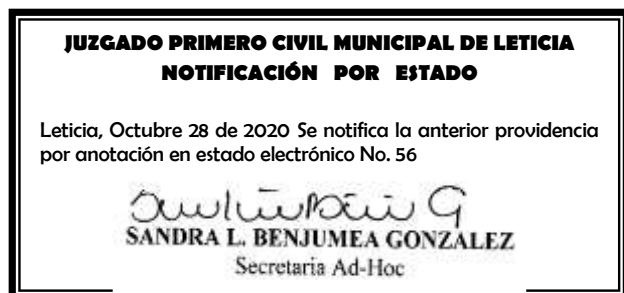 JUZGADO PRIMERO CIVIL MUNICIPAL DE LETICIA
NOTIFICACIÓN POR ESTADO
Leticia, Octubre 28 de 2020 Se notifica la anterior providencia
por anotación en estado electrónico No. 56
SANDRA L. BENJUMEA GONZÁLEZ
Secretaria Ad-Hoc